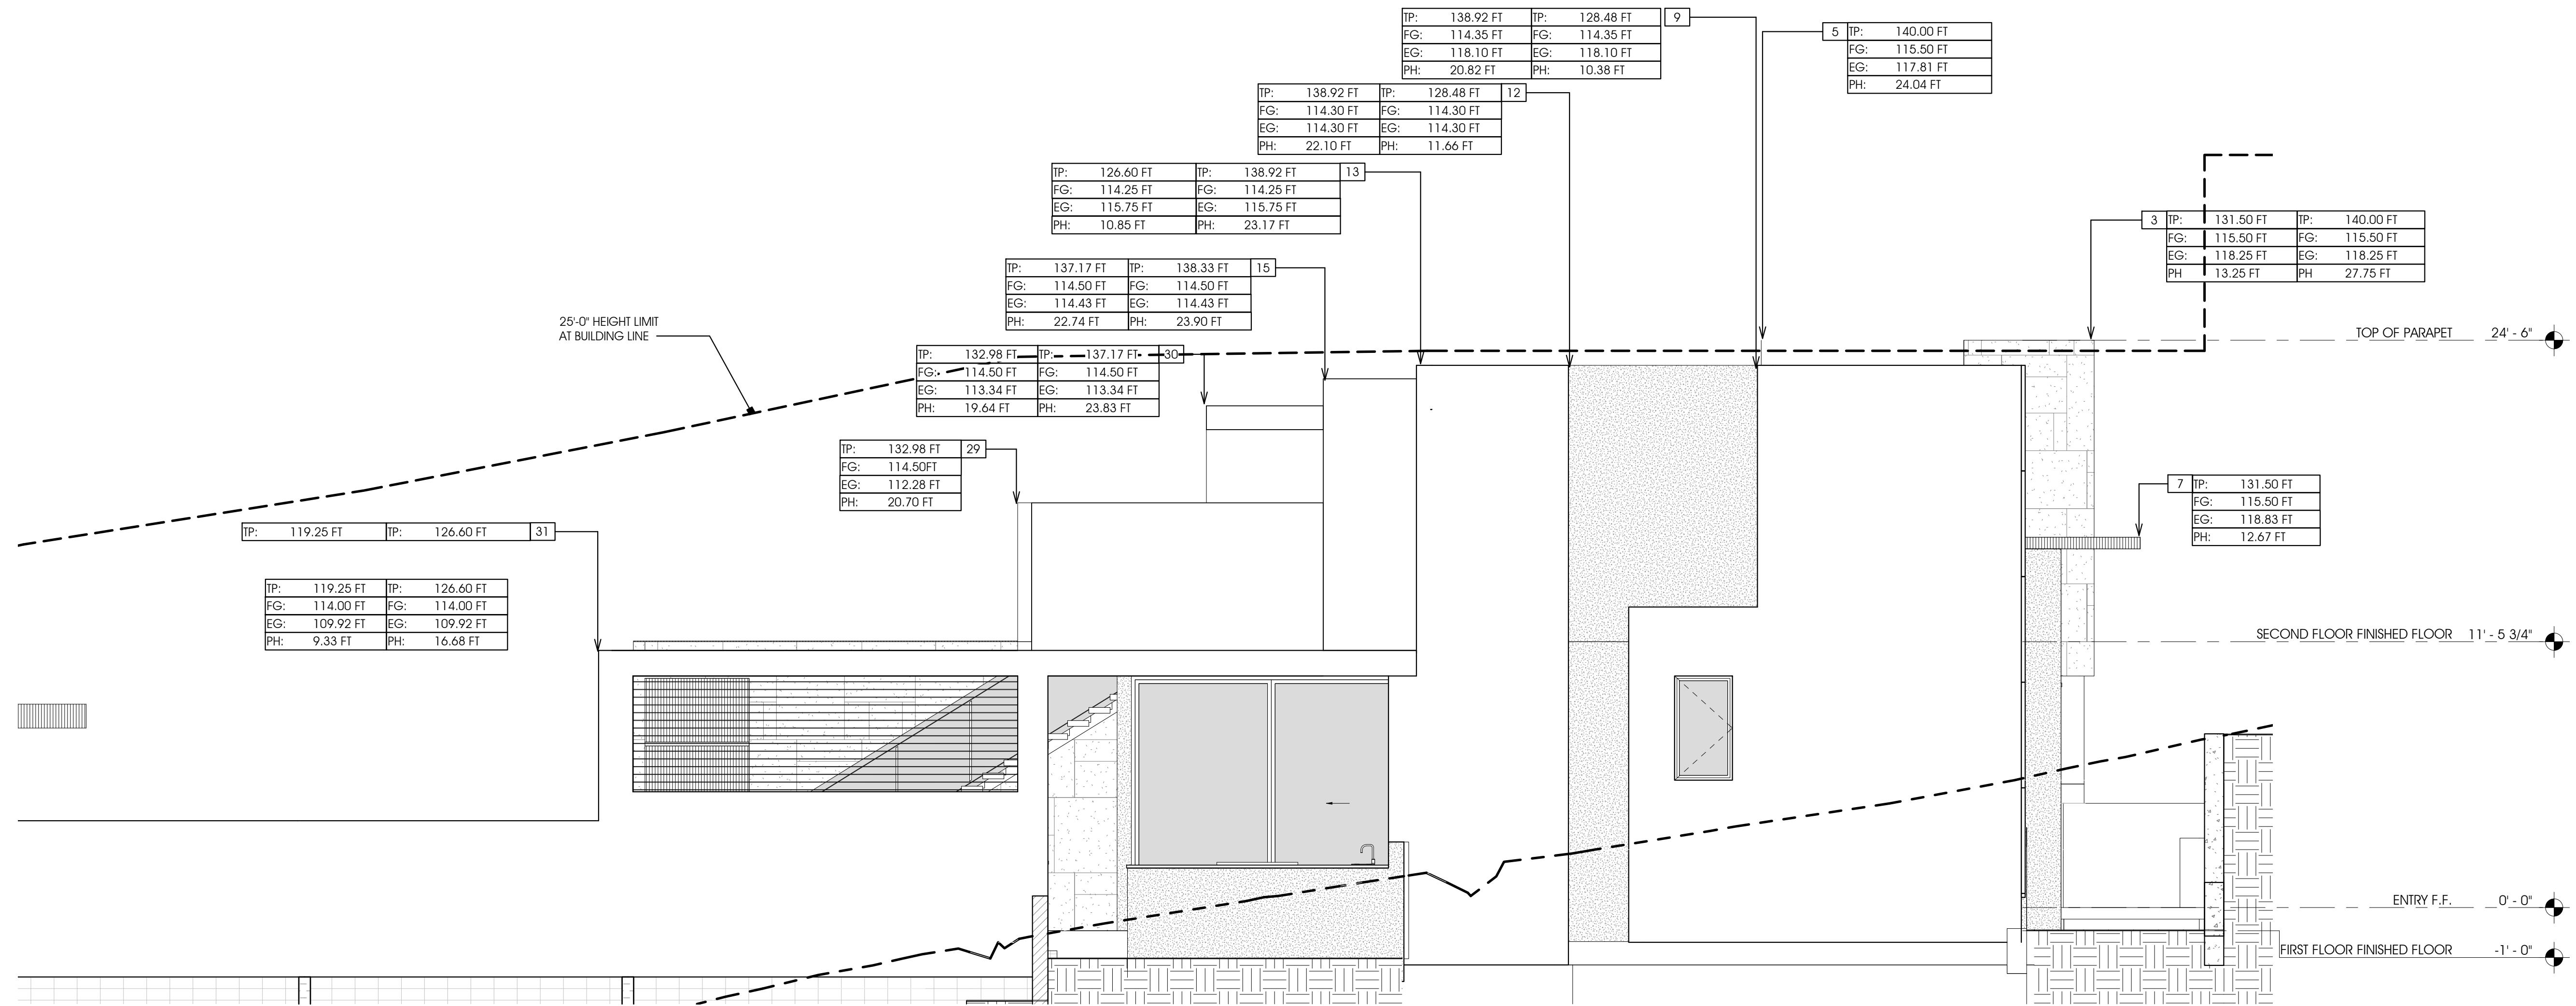 TP: 138.92 FT TP: 128.48 FT 9
FG: 114.35 FT FG: 114.35 FT
EG: 118.10 FT EG: 118.10 FT
PH: 20.82 FT PH: 10.38 FT
5 TP: 140.00 FT
FG: 115.50 FT
EG: 117.81 FT
PH: 24.04 FT
TP: 138.92 FT TP: 128.48 FT 12
FG: 114.30 FT FG: 114.30 FT
EG: 114.30 FT EG: 114.30 FT
PH: 22.10 FT PH: 11.66 FT
TP: 126.60 FT TP: 138.92 FT 13
FG: 114.25 FT FG: 114.25 FT
EG: 115.75 FT EG: 115.75 FT
PH: 10.85 FT PH: 23.17 FT
3 TP: 131.50 FT TP: 140.00 FT
FG: 115.50 FT FG: 115.50 FT
EG: 118.25 FT EG: 118.25 FT
PH 13.25 FT PH 27.75 FT
TP: 137.17 FT TP: 138.33 FT 15
FG: 114.50 FT FG: 114.50 FT
EG: 114.43 FT EG: 114.43 FT
PH: 22.74 FT PH: 23.90 FT
25'-0" HEIGHT LIMIT
AT BUILDING LINE
TOP OF PARAPET 24' - 6"
TP: 132.98 FT TP: 137.17 FT 30
FG: 114.50 FT FG: 114.50 FT
EG: 113.34 FT EG: 113.34 FT
PH: 19.64 FT PH: 23.83 FT
TP: 132.98 FT 29
FG: 114.50FT
EG: 112.28 FT
PH: 20.70 FT
7 TP: 131.50 FT
FG: 115.50 FT
EG: 118.83 FT
PH: 12.67 FT
TP: 119.25 FT TP: 126.60 FT 31
TP: 119.25 FT TP: 126.60 FT
FG: 114.00 FT FG: 114.00 FT
EG: 109.92 FT EG: 109.92 FT
PH: 9.33 FT PH: 16.68 FT
SECOND FLOOR FINISHED FLOOR 11' - 5 3/4"
ENTRY F.F. 0' - 0"
FIRST FLOOR FINISHED FLOOR -1' - 0"